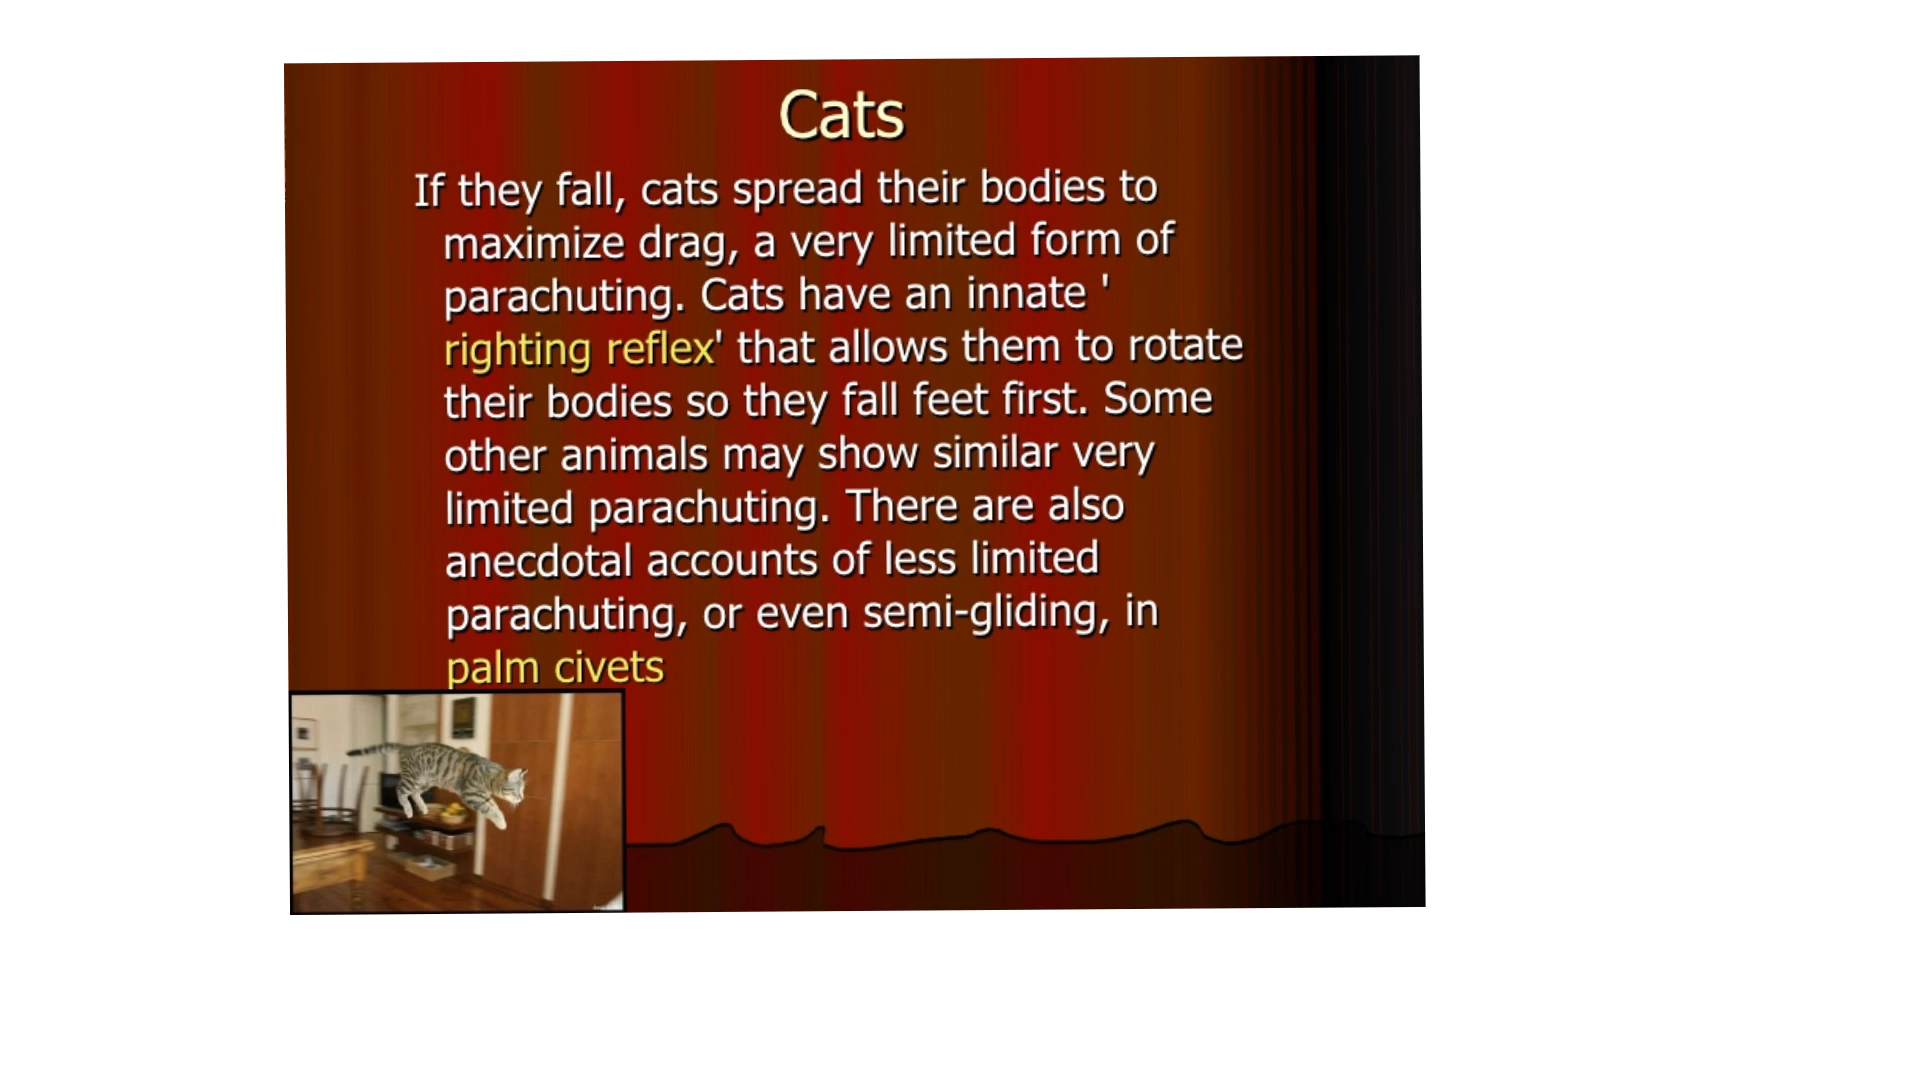 Cats
If they fall, cats spread their bodies to
maximize drag, a very limited form of
parachuting. Cats have an innate '
righting reflex' that allows them to rotate
their bodies so they fall feet first. Some
other animals may show similar very
limited parachuting. There are also
anecdotal accounts of less limited
parachuting, or even semi-gliding, in
palm civets